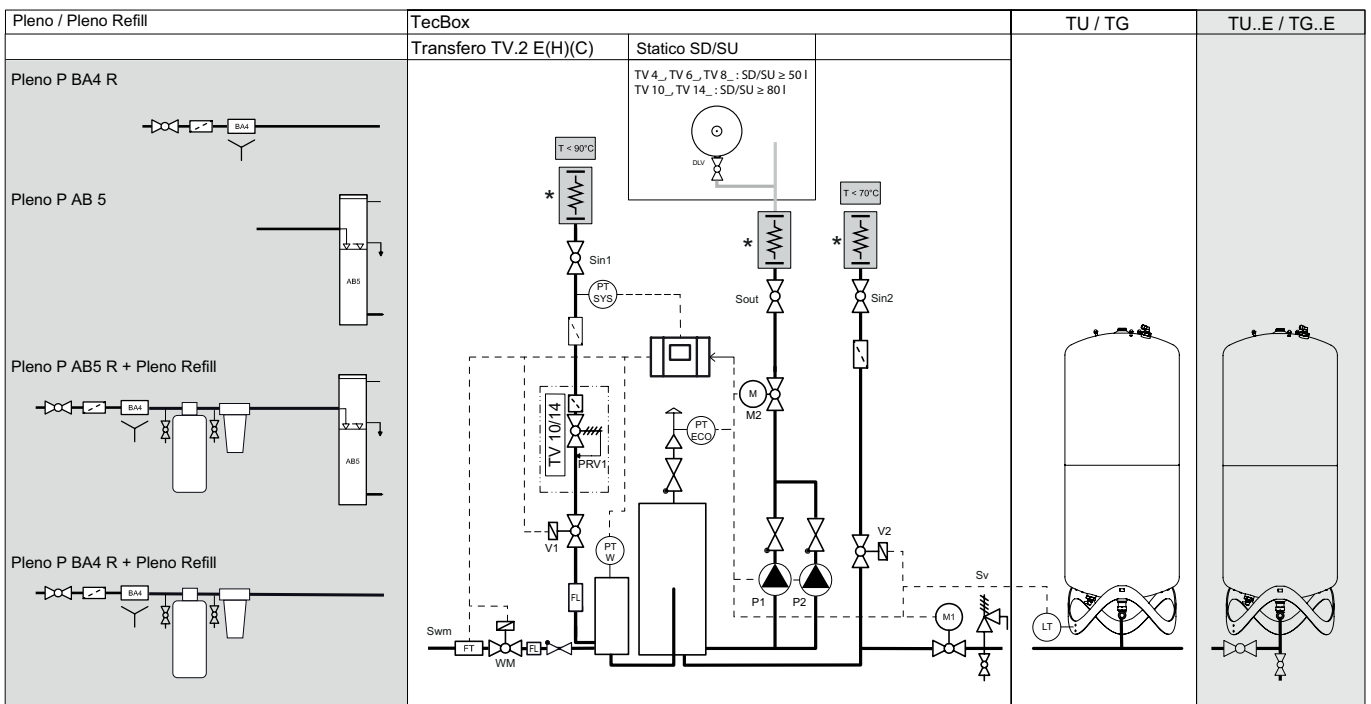 Pleno / Pleno Refill
TecBox
TU / TG
TU..E / TG..E
Transfero TV.2 E(H)(C)
Statico SD/SU
Pleno P BA4 R
BA4
Pleno P AB 5
AB5
Pleno P AB5 R + Pleno Refill
BA4
AB5
Pleno P BA4 R + Pleno Refill
BA4
TV 4_, TV 6_, TV 8_ : SD/SU ≥ 50 l
TV 10_, TV 14_ : SD/SU ≥ 80 l
DLV
T < 90°C
T < 70°C
*
*
*
Sin1
Sout
Sin2
PT
SYS
TV 10/14
PRV1
M
M2
PT
ECO
V1
PT
W
V2
FL
P1
P2
Sv
Swm
FT
WM
FL
M1
LT